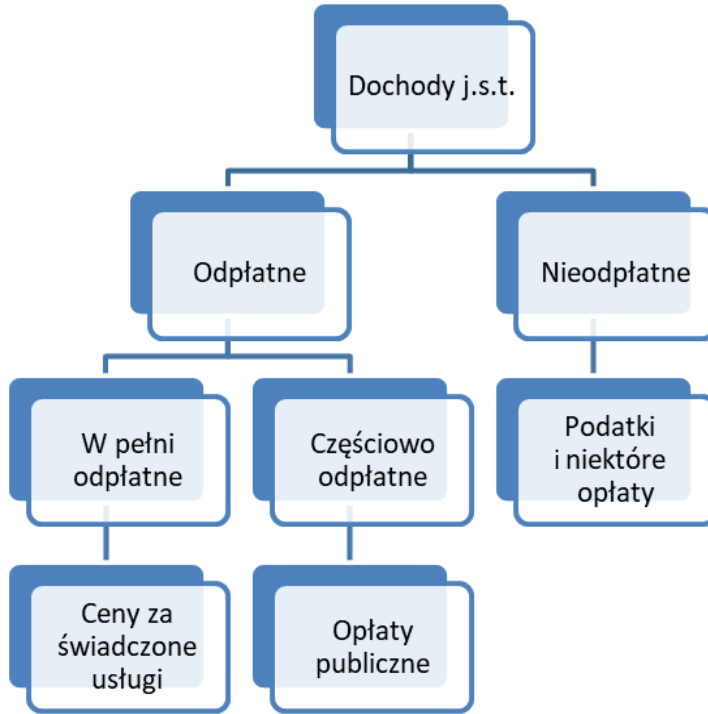 Dochody j.s.t.
Odpłatne
Nieodpłatne
W pełni
odpłatne
Częściowo
odpłatne
Podatki
i niektóre
opłaty
Ceny za
świadczone
usługi
Opłaty
publiczne